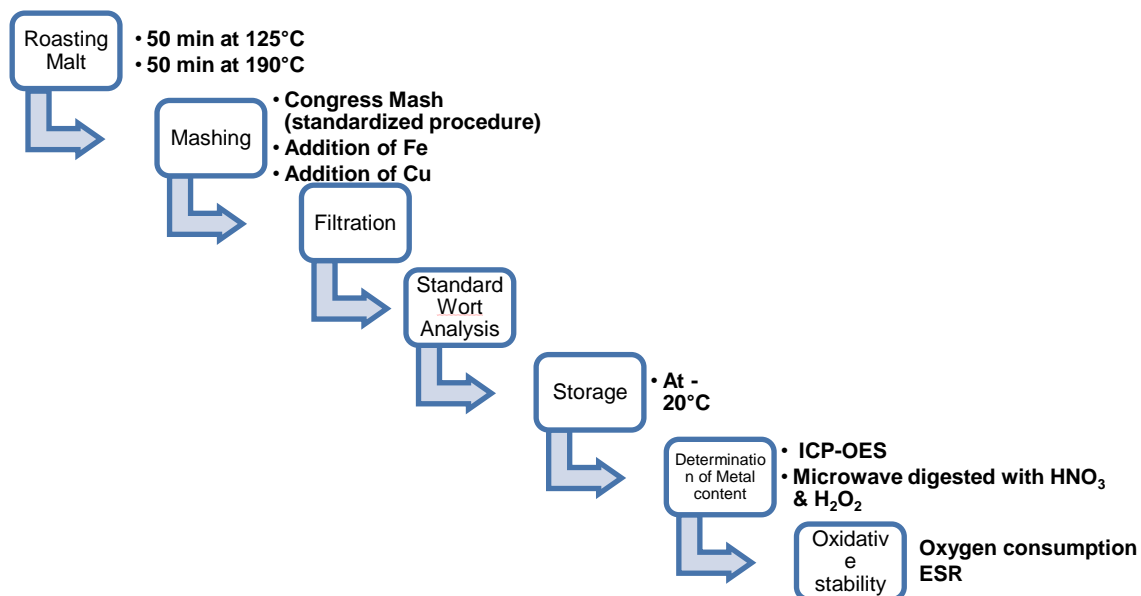 Roasting
Malt
• 50 min at 125°C
• 50 min at 190°C
Mashing
• Congress Mash
(standardized procedure)
• Addition of Fe
• Addition of Cu
Filtration
Standard
Wort
Analysis
Storage
• At -
20°C
Determinatio
n of Metal
content
• ICP-OES
• Microwave digested with HNO₃
& H₂O₂
Oxidativ
e
stability
Oxygen consumption
ESR